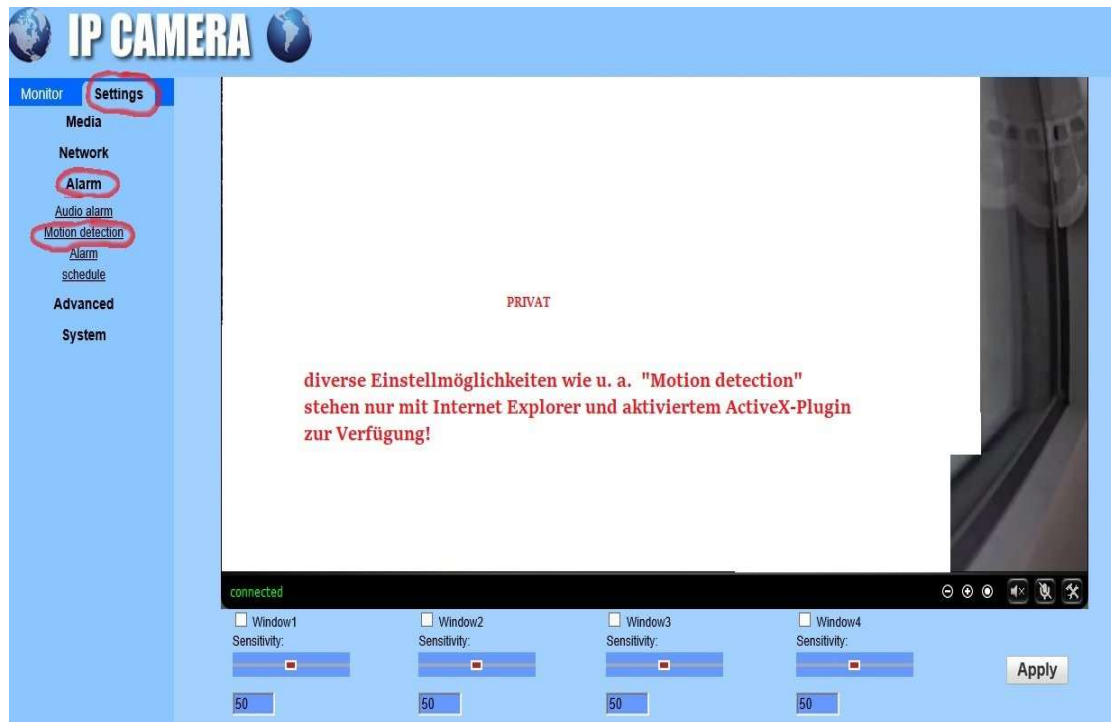 IP CAMERA
Monitor Settings
Media
Network
Alarm
Audio alarm
Motion detection
Alarm
schedule
Advanced
System
PRIVAT
diverse Einstellmöglichkeiten wie u. a. "Motion detection"
stehen nur mit Internet Explorer und aktiviertem ActiveX-Plugin
zur Verfügung!
connected
Window1 Window2 Window3 Window4
Sensitivity: Sensitivity: Sensitivity: Sensitivity:
Apply
50 50 50 50